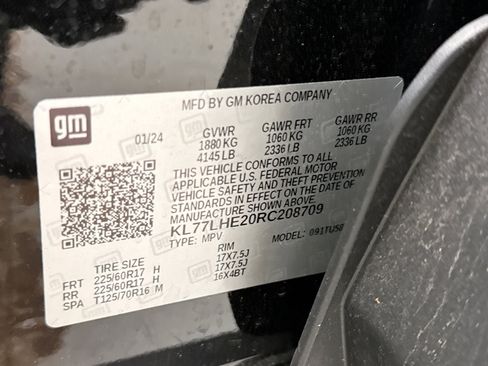 MFD BY GM KOREA COMPANY
gm
01/24 GVWR GAWR FRT GAWR RR
1880 KG 1060 KG 1060 KG
4145 LB 2336 LB 2336 LB
THIS VEHICLE CONFORMS TO ALL
APPLICABLE U.S. FEDERAL MOTOR
VEHICLE SAFETY AND THEFT PREVENTION
STANDARDS IN EFFECT ON THE DATE OF
MANUFACTURE SHOWN ABOVE.
KL77LHE20RC208709
TYPE: MPV MODEL: 091TU58
TIRE SIZE RIM
FRT 225/60R17 H 17X7.5J
RR 225/60R17 H 17X7.5J
SPA T125/70R16 M 16X4BT